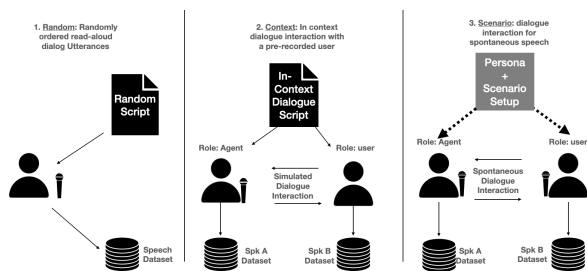 1. Random: Randomly
ordered read-aloud
dialog Utterances
Random
Script
Speech
Dataset
2. Context: In context
dialogue interaction with
a pre-recorded user
In-
Context
Dialogue
Script
Role: Agent
Role: user
Simulated
Dialogue
Interaction
Spk A
Dataset
Spk B
Dataset
3. Scenario: dialogue
interaction for
spontaneous speech
Persona
+
Scenario
Setup
Role: Agent
Role: user
Spontaneous
Dialogue
Interaction
Spk A
Dataset
Spk B
Dataset